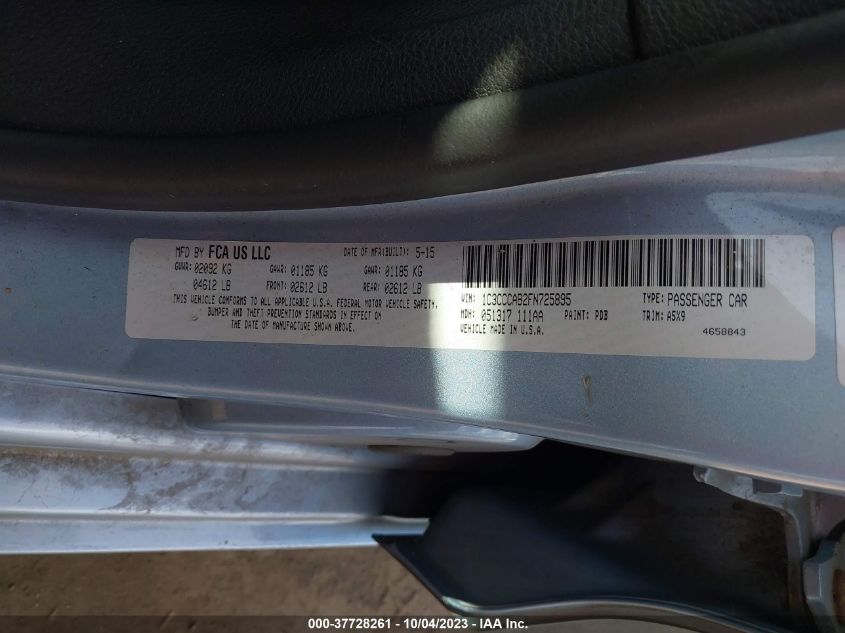 MFD BY FCA US LLC DATE OF MFR(BUILT): 5-15
GVWR: 02092 KG GAWR: 01185 KG GAWR: 01185 KG
04612 LB FRONT: 02612 LB REAR: 02612 LB
THIS VEHICLE CONFORMS TO ALL APPLICABLE U.S.A. FEDERAL MOTOR VEHICLE SAFETY,
BUMPER AND THEFT PREVENTION STANDARDS IN EFFECT ON
THE DATE OF MANUFACTURE SHOWN ABOVE.
VIN: 1C3CCCAB2FN725895 TYPE: PASSENGER CAR
MDH: 051317 111AA PAINT: PDB TRIM: A5X9
VEHICLE MADE IN U.S.A.
4658843
000-37728261 - 10/04/2023 - IAA Inc.